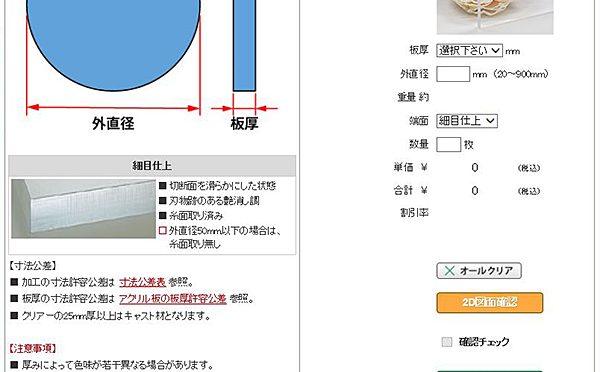 外直径
板厚
細目仕上
■ 切断面を滑らかにした状態
■ 刃物跡のある艶消し調
■ 糸面取り済み
□ 外直径50mm以下の場合は、
糸面取り無し
【寸法公差】
■ 加工の寸法許容公差は 寸法公差表 参照。
■ 板厚の寸法許容公差は アクリル板の板厚許容公差 参照。
■ クリアーの25mm厚以上はキャスト材となります。
【注意事項】
■ 厚みによって色味が若干異なる場合があります。
板厚 選択下さい mm
外直径 mm (20～900mm)
重量 約
端面 細目仕上
数量 枚
単価 ¥ 0 (税込)
合計 ¥ 0 (税込)
割引率
オールクリア
2D図面確認
確認チェック